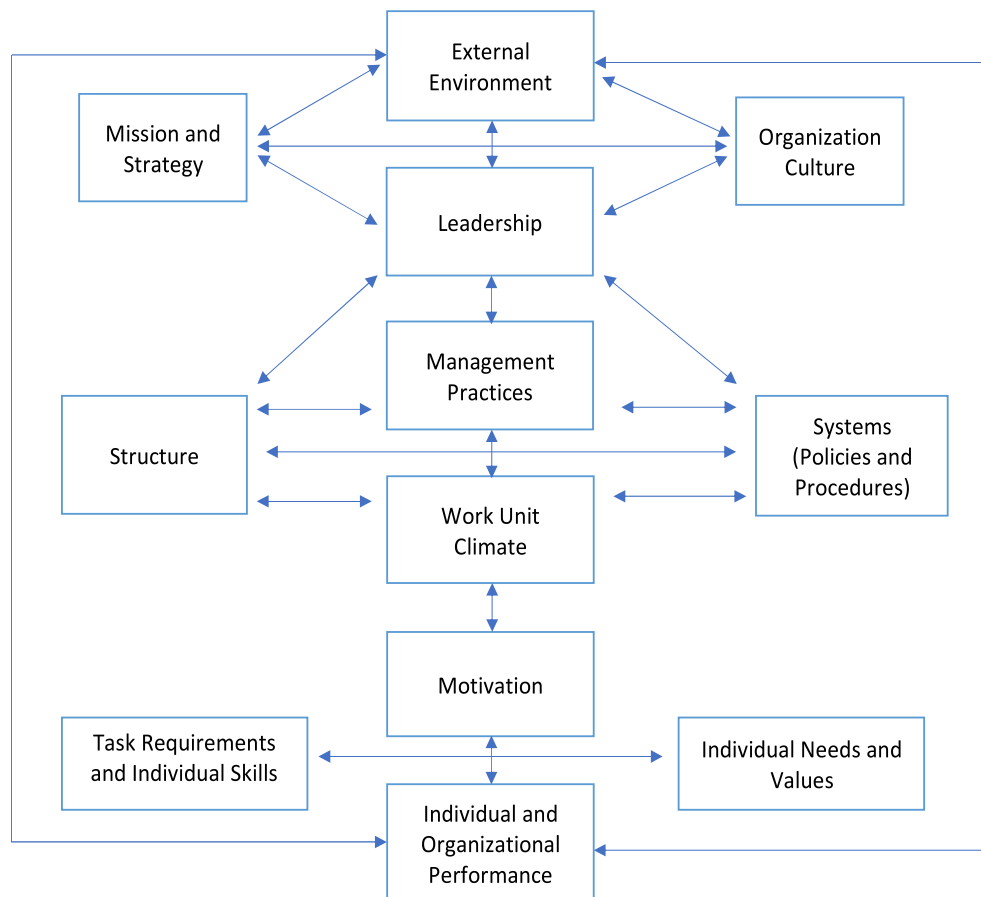 External
Environment
Mission and
Strategy
Organization
Culture
Leadership
Management
Practices
Structure
Systems
(Policies and
Procedures)
Work Unit
Climate
Motivation
Task Requirements
and Individual Skills
Individual Needs and
Values
Individual and
Organizational
Performance